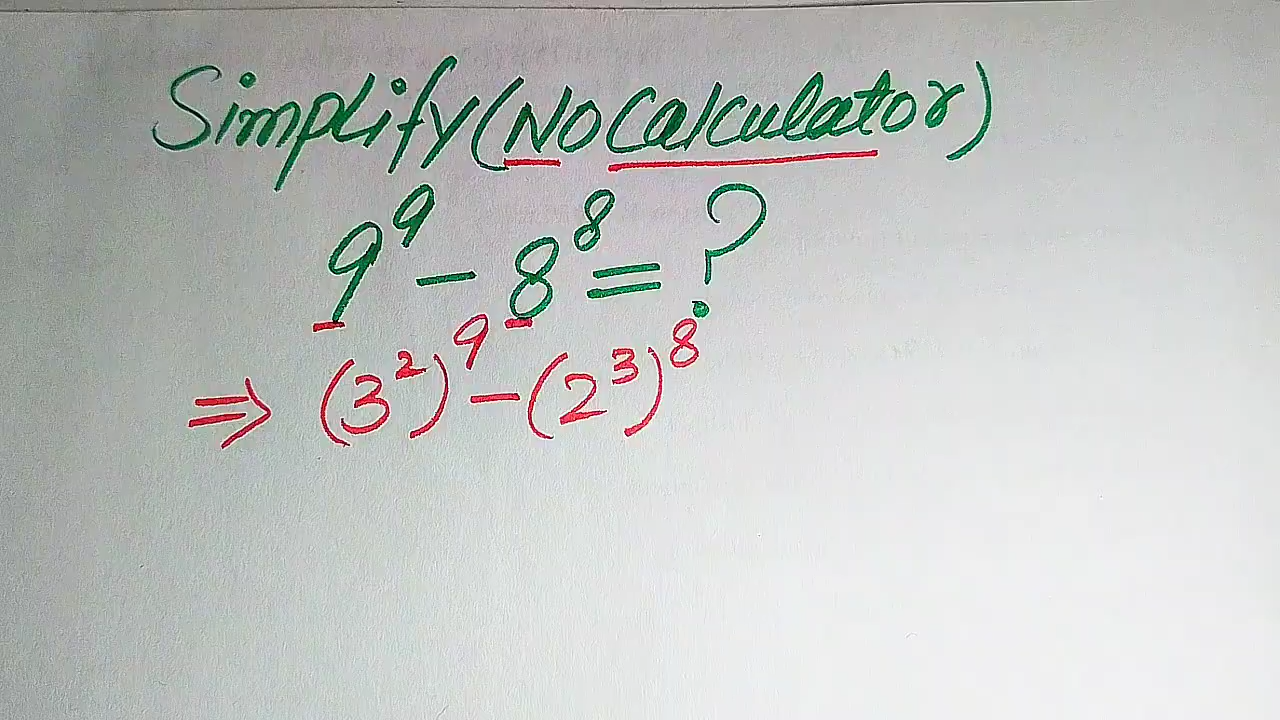 Simplify (No Calculator)
9⁹ - 8⁸ = ?
⇒ (3²)⁹ - (2³)⁸